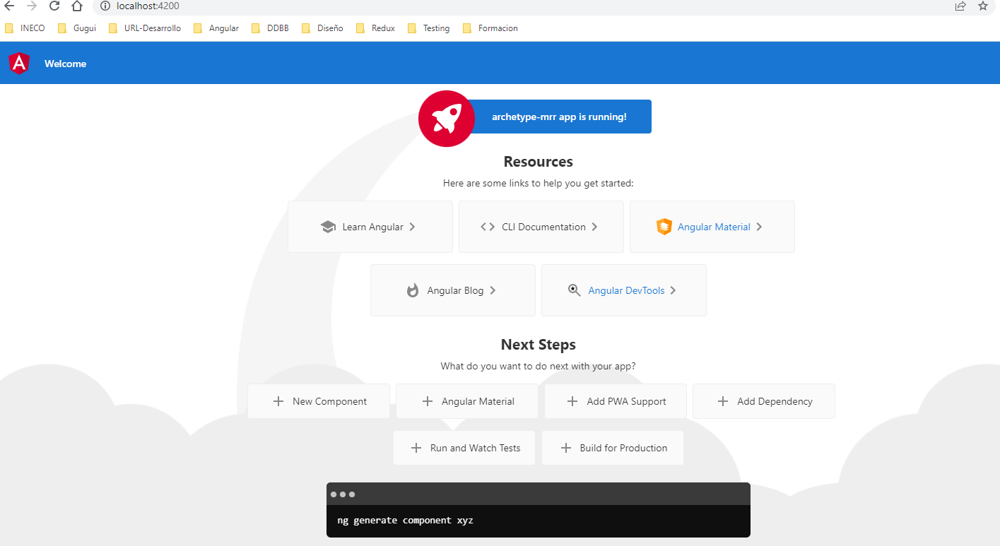 localhost:4200
INECO Gugui URL-Desarrollo Angular DDBB Diseño Redux Testing Formacion
Welcome
archetype-mrr app is running!
Resources
Here are some links to help you get started:
Learn Angular CLI Documentation Angular Material
Angular Blog Angular DevTools
Next Steps
What do you want to do next with your app?
New Component Angular Material Add PWA Support Add Dependency
Run and Watch Tests Build for Production
ng generate component xyz